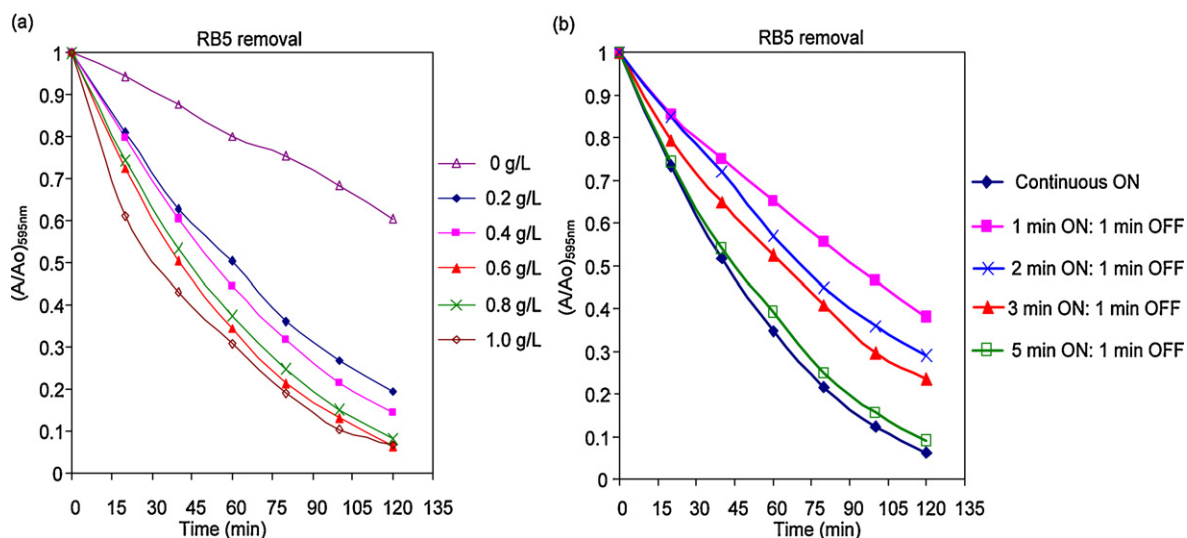 (a)
RB5 removal
1
0.9
0.8
0.7
0.6
0.5
0.4
0.3
0.2
0.1
0
(A/Ao)595nm
0 15 30 45 60 75 90 105 120 135
Time (min)
0 g/L
0.2 g/L
0.4 g/L
0.6 g/L
0.8 g/L
1.0 g/L
(b)
RB5 removal
1
0.9
0.8
0.7
0.6
0.5
0.4
0.3
0.2
0.1
0
(A/Ao)595nm
0 15 30 45 60 75 90 105 120 135
Time (min)
Continuous ON
1 min ON: 1 min OFF
2 min ON: 1 min OFF
3 min ON: 1 min OFF
5 min ON: 1 min OFF